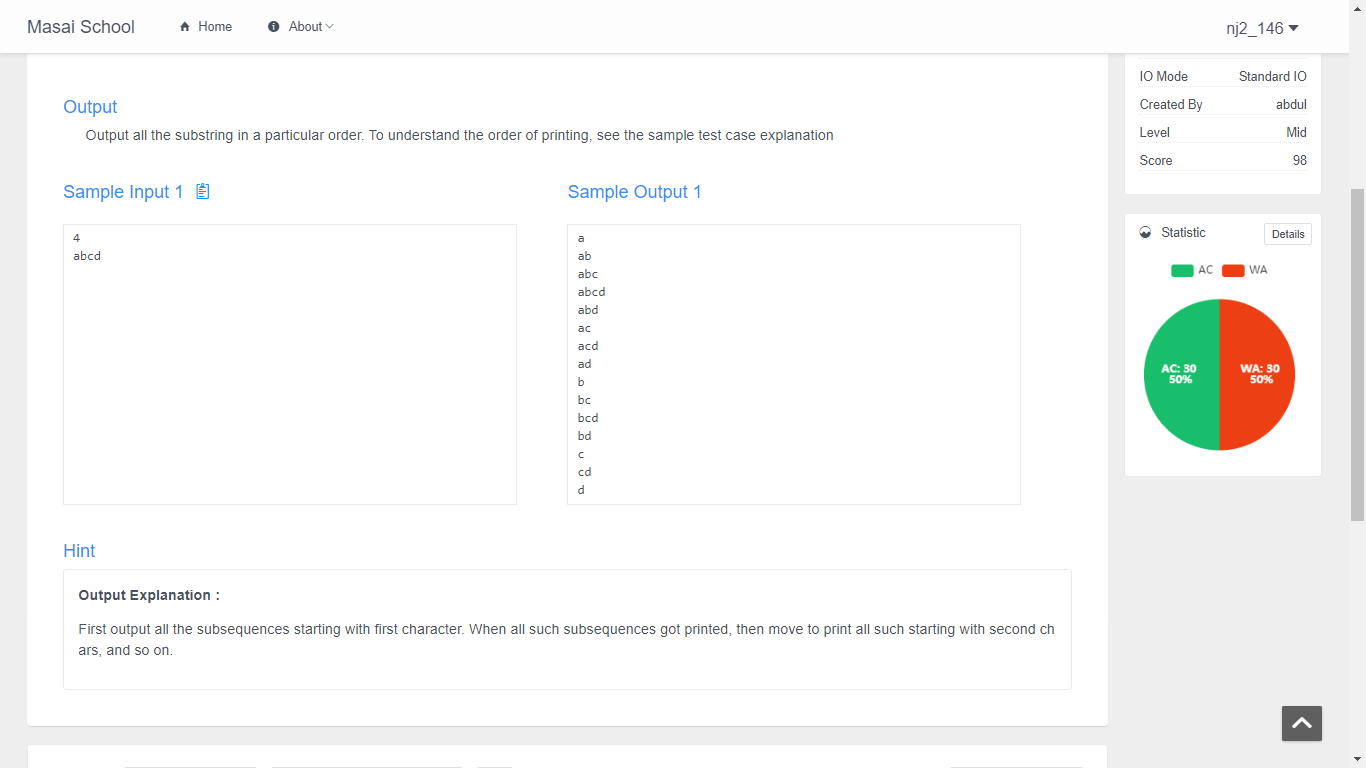 Masai School
Home
About
nj2_146
Output
Output all the substring in a particular order. To understand the order of printing, see the sample test case explanation
Sample Input 1
4
abcd
Sample Output 1
a
ab
abc
abcd
abd
ac
acd
ad
b
bc
bcd
bd
c
cd
d
Hint
Output Explanation :
First output all the subsequences starting with first character. When all such subsequences got printed, then move to print all such starting with second ch
ars, and so on.
IO Mode Standard IO
Created By abdul
Level Mid
Score 98
Statistic Details
AC WA
AC: 30 WA: 30
50% 50%